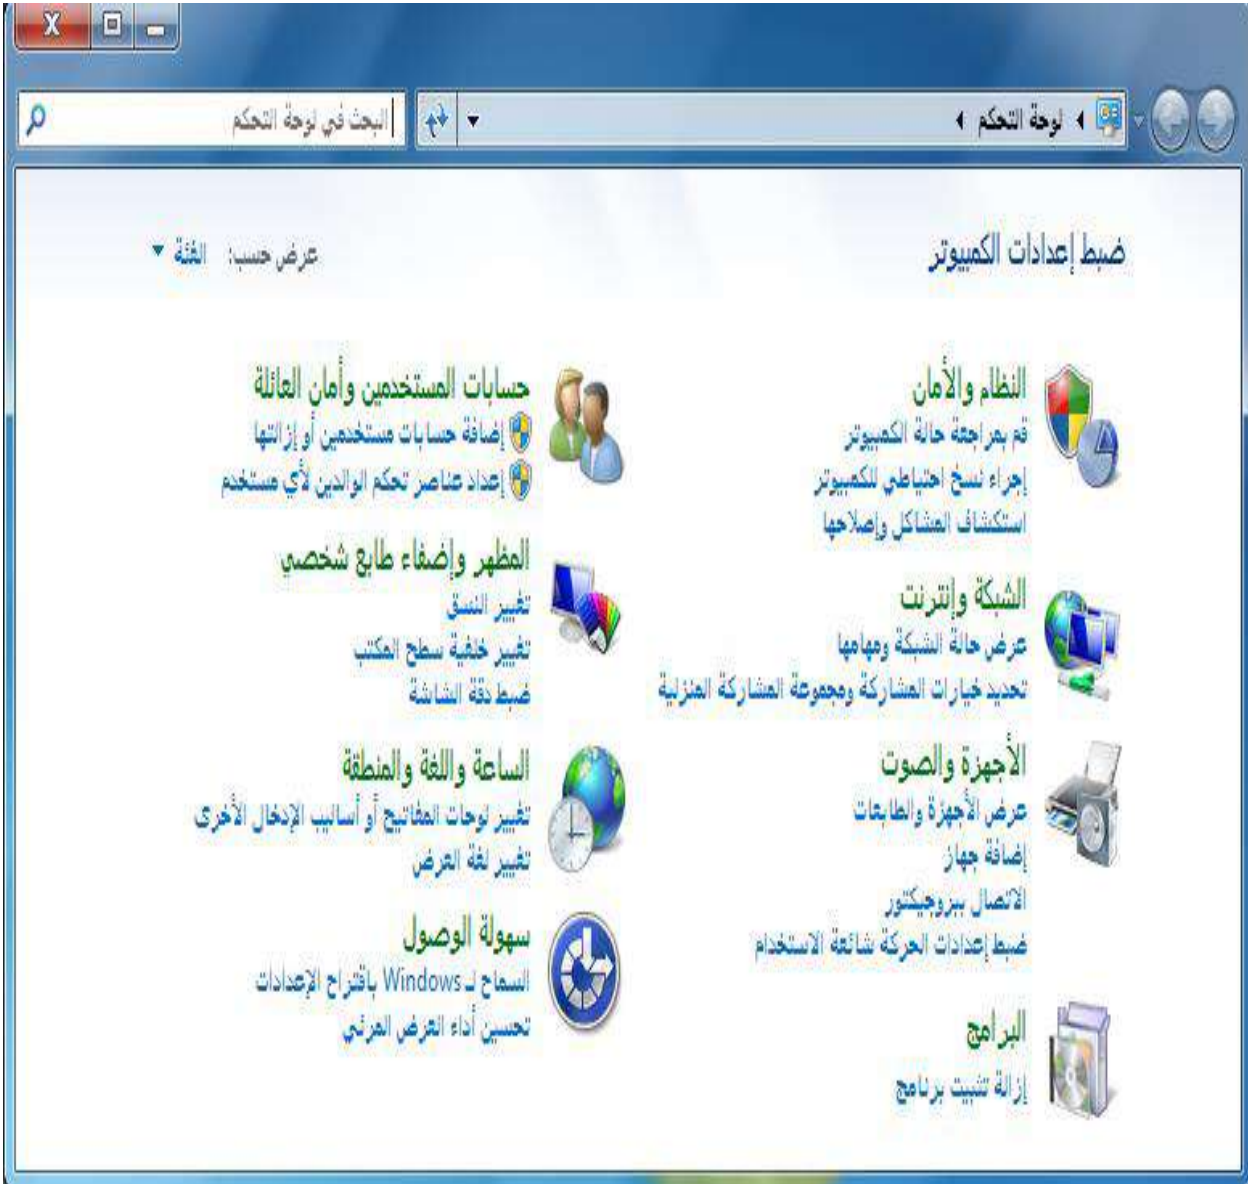 لوحة التحكم
البحث في لوحة التحكم
ضبط إعدادات الكمبيوتر
عرض حسب: الفئة
النظام والأمان
قم بمراجعة حالة الكمبيوتر
إجراء نسخ احتياطي للكمبيوتر
استكشاف المشاكل وإصلاحها
الشبكة وإنترنت
عرض حالة الشبكة ومهامها
تحديد خيارات المشاركة ومجموعة المشاركة المنزلية
الأجهزة والصوت
عرض الأجهزة والطابعات
إضافة جهاز
الاتصال ببروجيكتور
ضبط إعدادات الحركة شائعة الاستخدام
البرامج
إزالة تثبيت برنامج
حسابات المستخدمين وأمان العائلة
إضافة حسابات مستخدمين أو إزالتها
إعداد عناصر تحكم الوالدين لأي مستخدم
المظهر وإضفاء طابع شخصي
تغيير النسق
تغيير خلفية سطح المكتب
ضبط دقة الشاشة
الساعة واللغة والمنطقة
تغيير لوحات المفاتيح أو أساليب الإدخال الأخرى
تغيير لغة العرض
سهولة الوصول
السماح لـ Windows باقتراح الإعدادات
تحسين أداء العرض المرئي